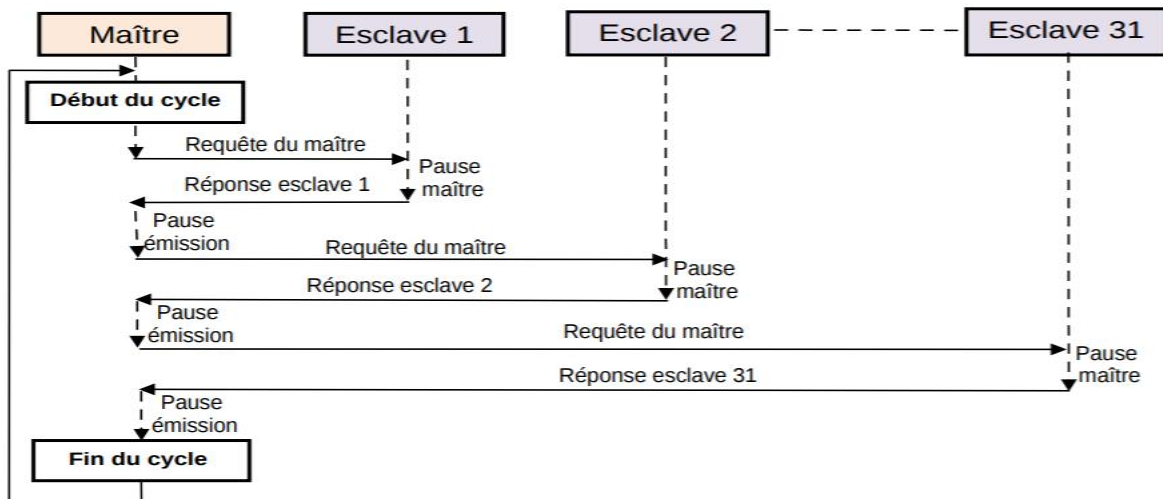 Maître
Esclave 1
Esclave 2
Esclave 31
Début du cycle
Requête du maître
Pause
maître
Réponse esclave 1
Pause
émission
Requête du maître
Pause
maître
Réponse esclave 2
Pause
émission
Requête du maître
Pause
maître
Réponse esclave 31
Pause
émission
Fin du cycle